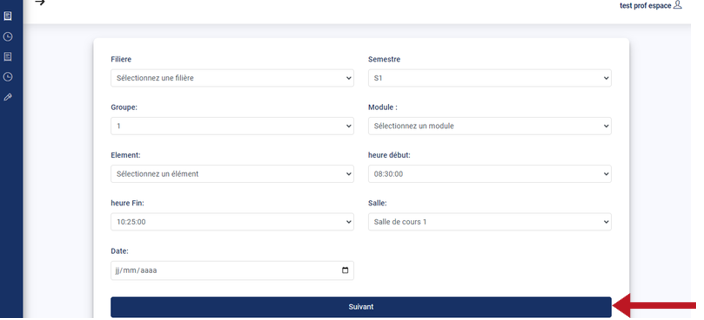 test prof espace
Filiere
Semestre
Sélectionnez une filière
S1
Groupe:
Module :
1
Sélectionnez un module
Element:
heure début:
Sélectionnez un élément
08:30:00
heure Fin:
Salle:
10:25:00
Salle de cours 1
Date:
jj/mm/aaaa
Suivant